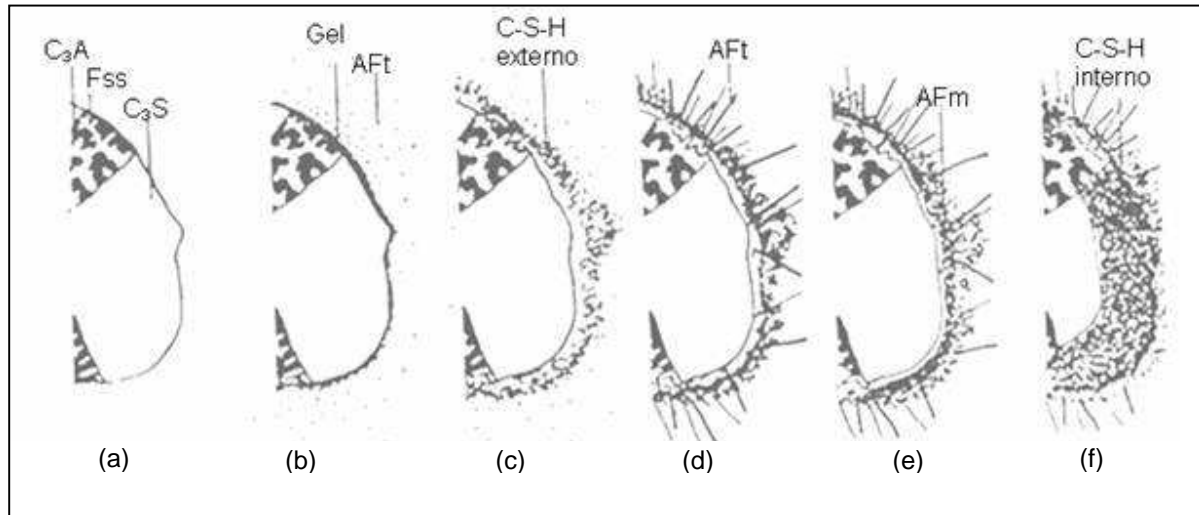 C₃A
Fss
C₃S
Gel
AFt
C-S-H
externo
AFt
AFm
C-S-H
interno
(a)
(b)
(c)
(d)
(e)
(f)